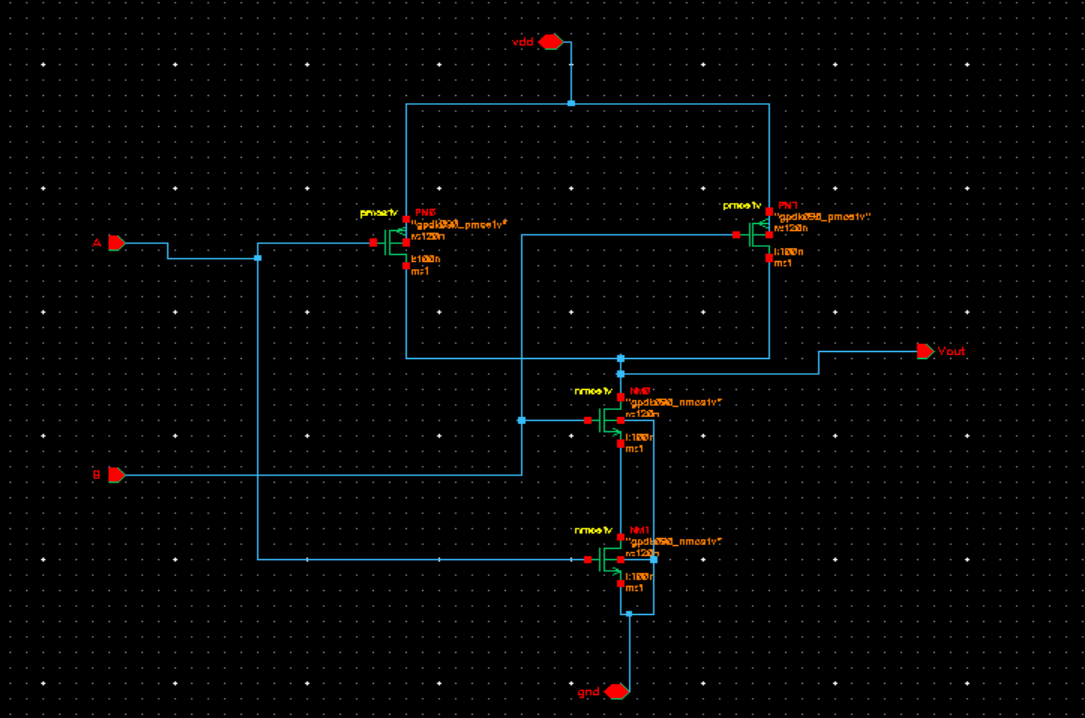 vdd
pmos1v PM0
"gpdk090_pmos1v"
w:120n
l:100n
m:1
pmos1v PM1
"gpdk090_pmos1v"
w:120n
l:100n
m:1
A
Vout
nmos1v NM0
"gpdk090_nmos1v"
w:120n
l:100n
m:1
B
nmos1v NM1
"gpdk090_nmos1v"
w:120n
l:100n
m:1
gnd